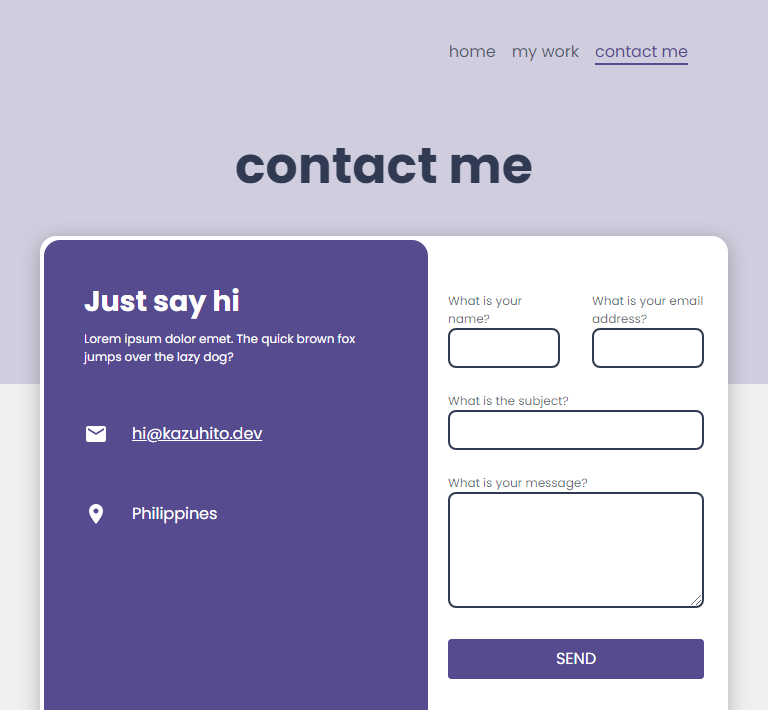 home my work contact me
contact me
Just say hi
Lorem ipsum dolor emet. The quick brown fox
jumps over the lazy dog?
hi@kazuhito.dev
Philippines
What is your
name?
What is your email
address?
What is the subject?
What is your message?
SEND